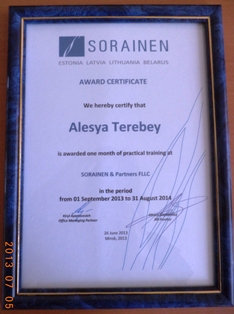 SORAINEN
ESTONIA LATVIA LITHUANIA BELARUS
AWARD CERTIFICATE
We hereby certify that
Alesya Terebey
is awarded one month of practical training at
SORAINEN & Partners FLLC
in the period
from 01 September 2013 to 31 August 2014
Office Managing Partner
26 June 2013
Minsk, 2013
2013 07 05